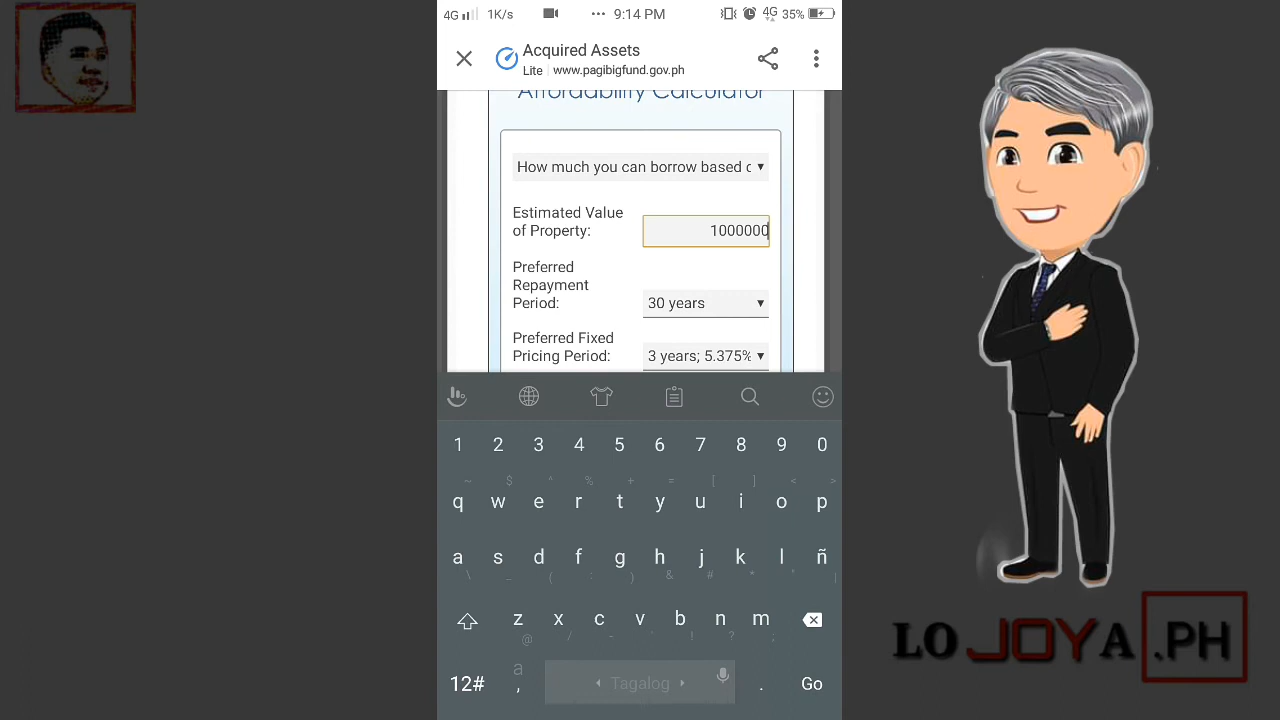 4G 1K/s ... 9:14 PM 4G 35%
Acquired Assets
Lite www.pagibigfund.gov.ph
Affordability Calculator
How much you can borrow based
Estimated Value
of Property:
1000000
Preferred
Repayment
Period:
30 years
Preferred Fixed
Pricing Period:
3 years; 5.375%
1 2 3 4 5 6 7 8 9 0
~ $ ^ % + = [ ] < >
q w e r t y u i o p
a s d f g h j k l ñ
\ _ ( : ) & # * ' |
z x c v b n m
@ / - ! ? ;
12# a , Tagalog . Go
LO JOYA .PH